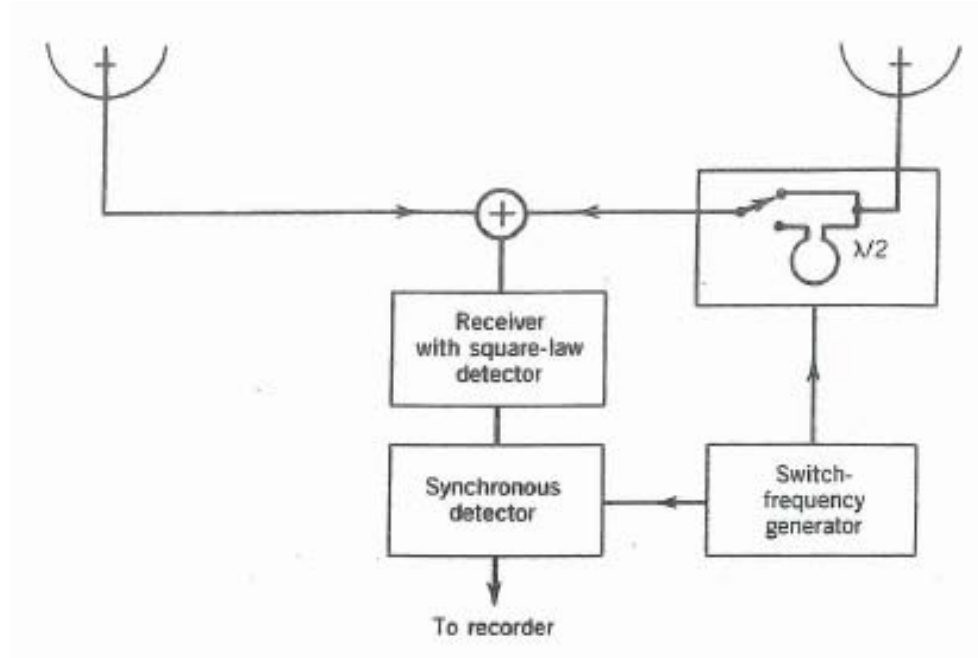 +
λ/2
Receiver
with square-law
detector
Synchronous
detector
Switch-
frequency
generator
To recorder